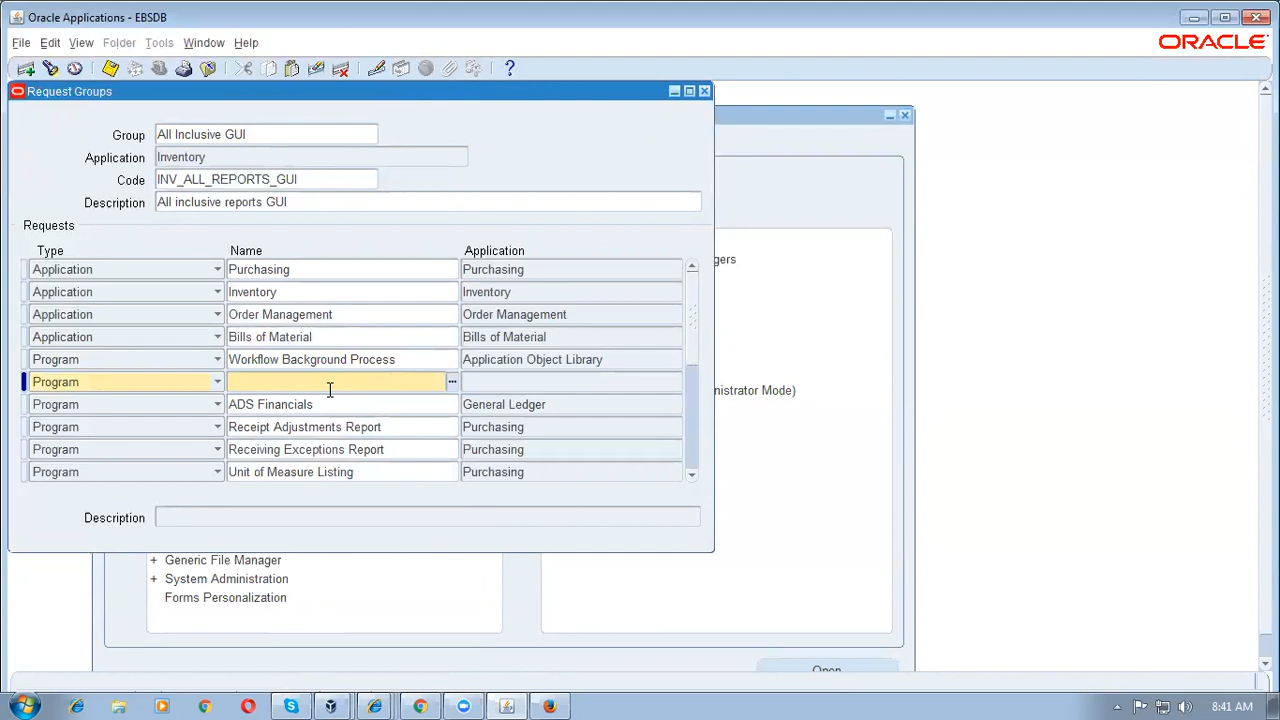 Oracle Applications - EBSDB
File Edit View Folder Tools Window Help
ORACLE
Request Groups
Group All Inclusive GUI
Application Inventory
Code INV_ALL_REPORTS_GUI
Description All inclusive reports GUI
Requests
Type Name Application
Application Purchasing Purchasing
Application Inventory Inventory
Application Order Management Order Management
Application Bills of Material Bills of Material
Program Workflow Background Process Application Object Library
Program
Program ADS Financials General Ledger
Program Receipt Adjustments Report Purchasing
Program Receiving Exceptions Report Purchasing
Program Unit of Measure Listing Purchasing
Description
gers
nistrator Mode)
+ Generic File Manager
+ System Administration
Forms Personalization
Open
8:41 AM